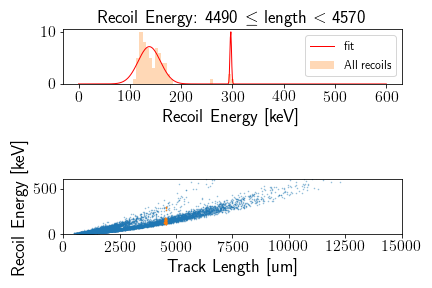 Recoil Energy: 4490 ≤ length < 4570
10
0
fit
All recoils
0 100 200 300 400 500 600
Recoil Energy [keV]
Recoil Energy [keV]
500
0
0 2500 5000 7500 10000 12500 15000
Track Length [um]